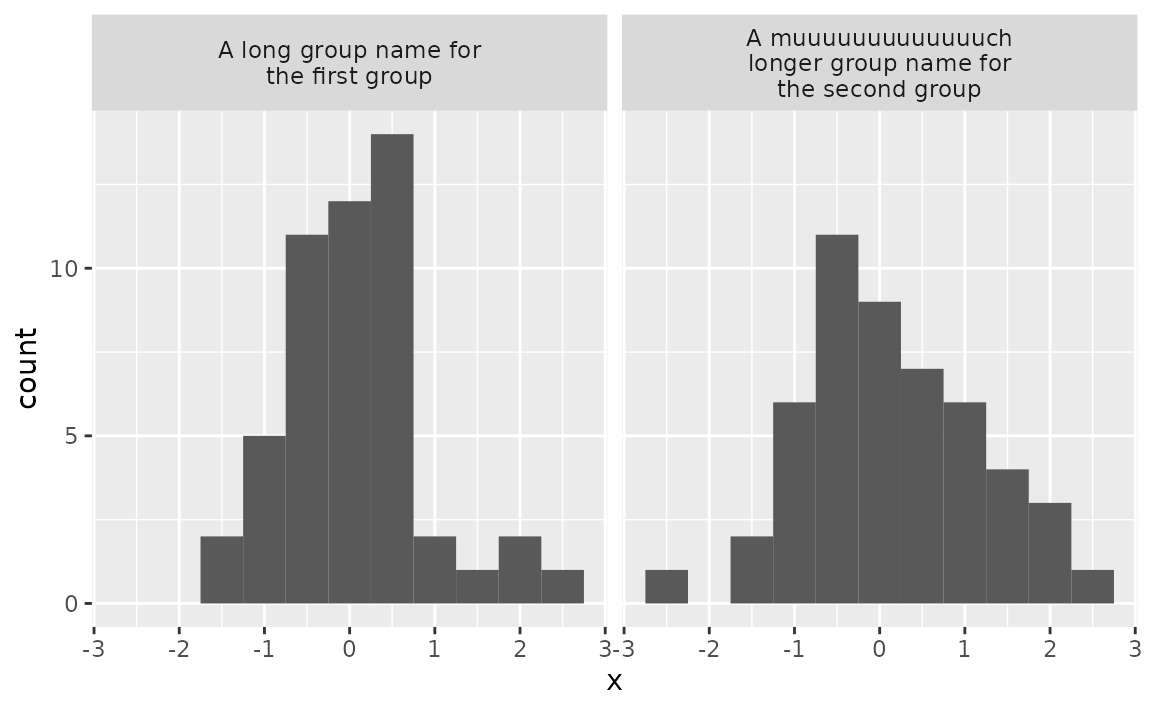 A long group name for
the first group
A muuuuuuuuuuuuuch
longer group name for
the second group
count
10
5
0
-3 -2 -1 0 1 2 3
-3 -2 -1 0 1 2 3
x